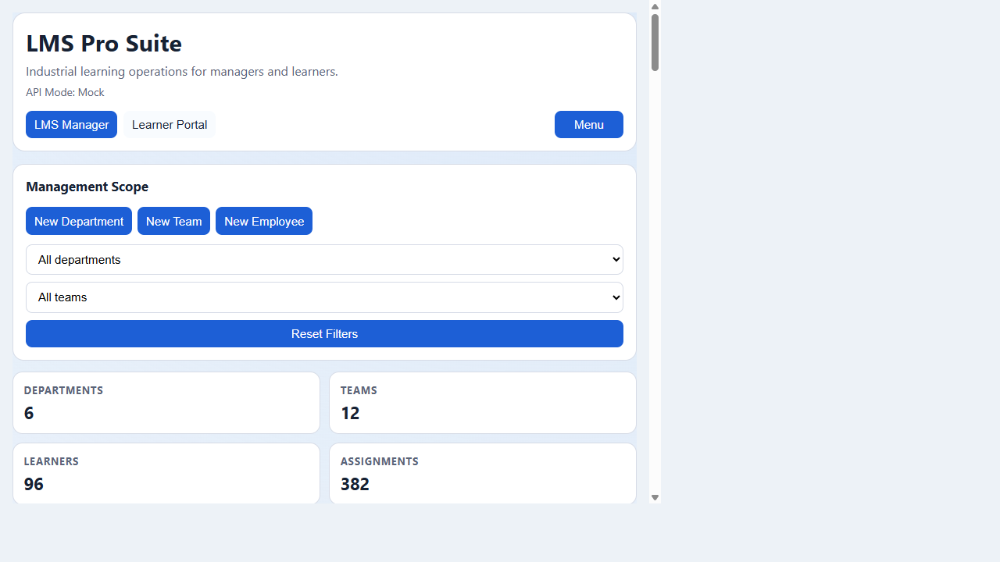 LMS Pro Suite
Industrial learning operations for managers and learners.
API Mode: Mock
LMS Manager Learner Portal Menu
Management Scope
New Department New Team New Employee
All departments
All teams
Reset Filters
DEPARTMENTS TEAMS
6 12
LEARNERS ASSIGNMENTS
96 382